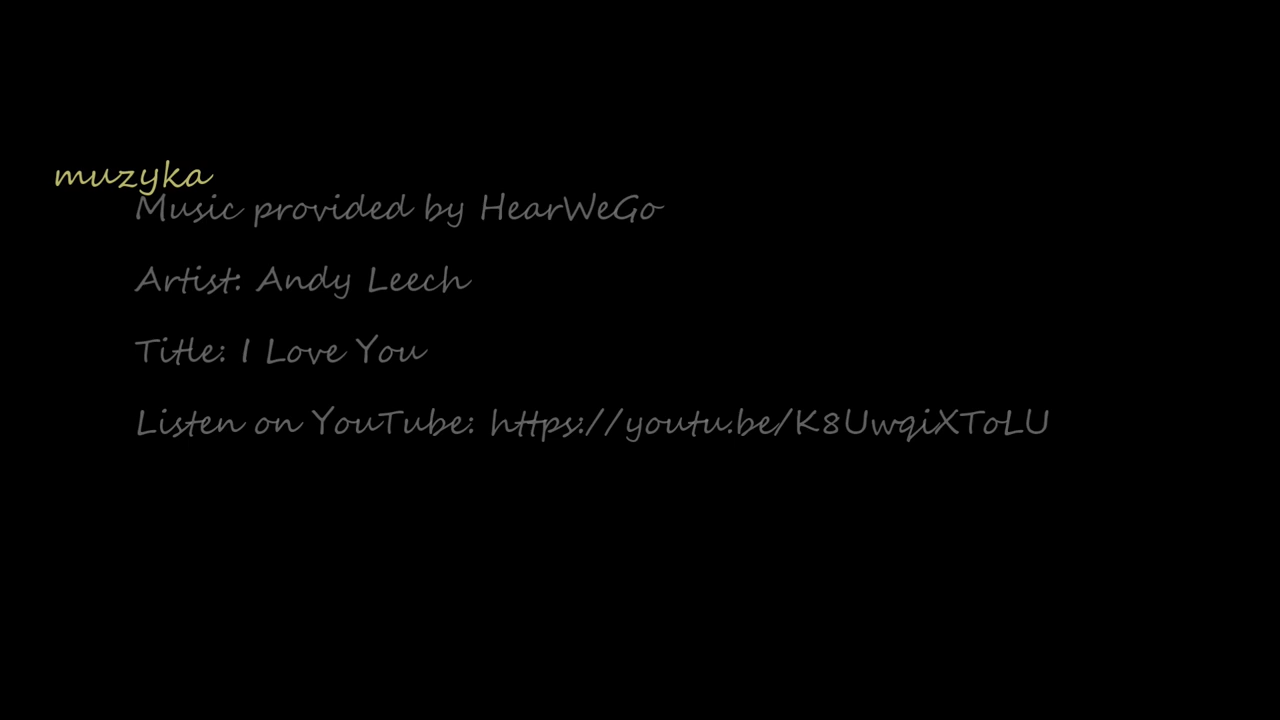 muzyka
Music provided by HearWeGo
Artist: Andy Leech
Title: I Love You
Listen on YouTube: https://youtu.be/K8UwqiXToLU